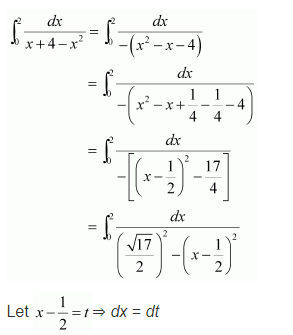 ∫₀² dx/(x+4−x²) = ∫₀² dx/(−(x²−x−4))
= ∫₀² dx/(−(x²−x+1/4−1/4−4))
= ∫₀² dx/(−[(x−1/2)²−17/4])
= ∫₀² dx/((√17/2)²−(x−1/2)²)
Let x−1/2=t⇒ dx = dt